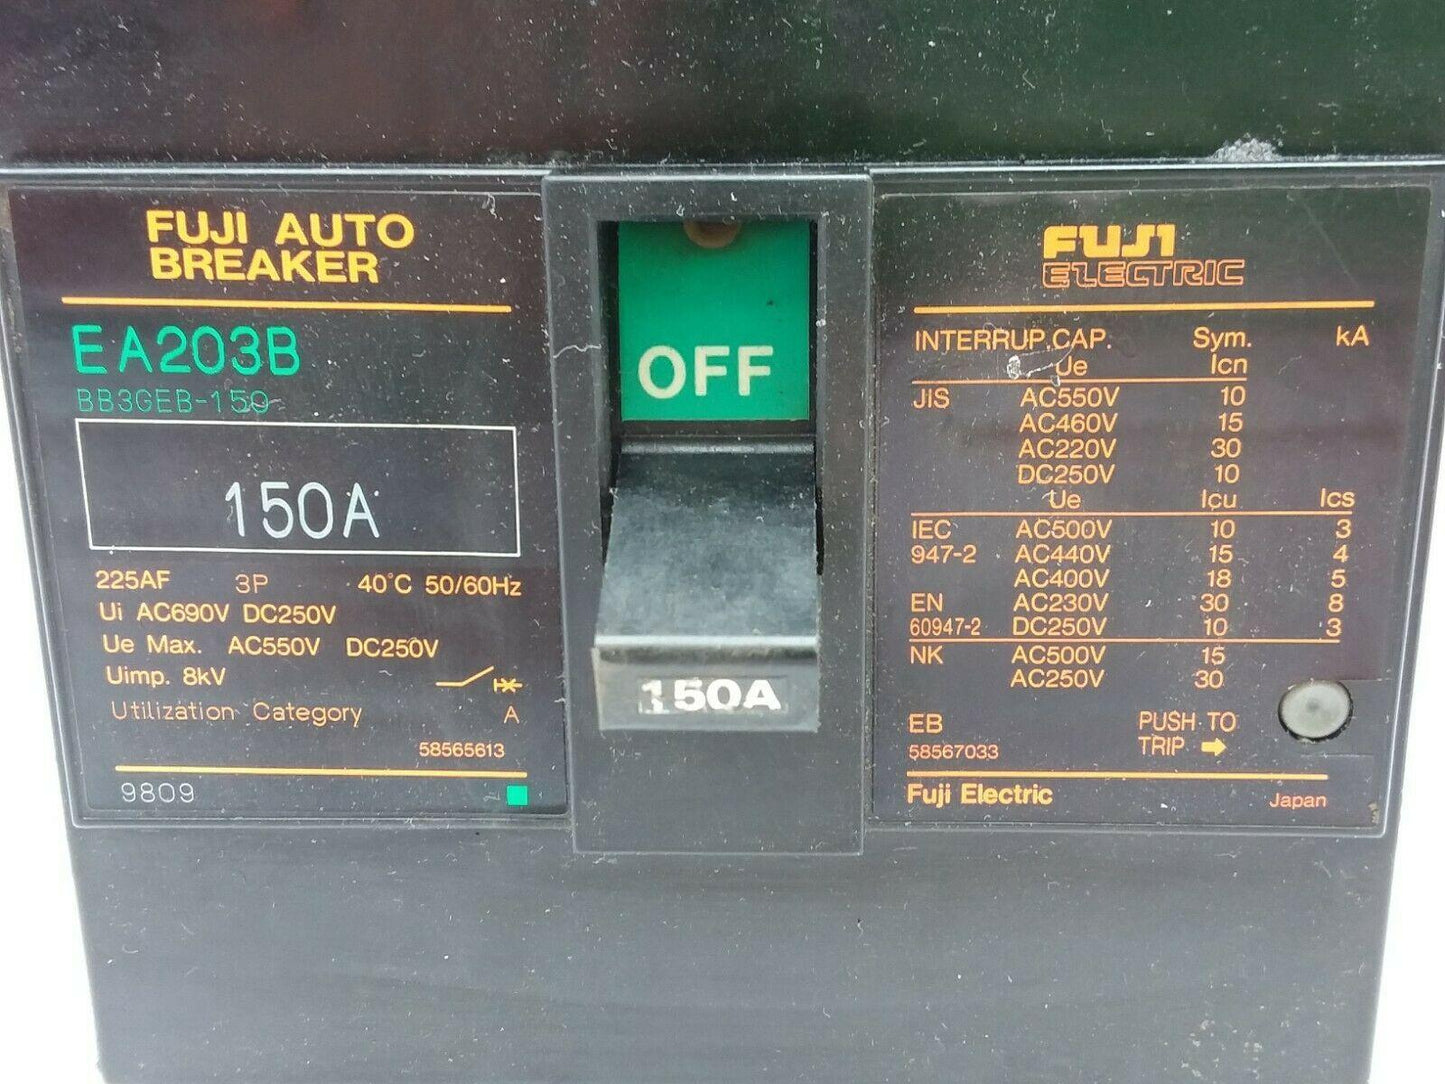 FUJI AUTO
BREAKER
EA203B
BB3GEB-150
150A
225AF 3P 40°C 50/60Hz
Ui AC690V DC250V
Ue Max. AC550V DC250V
Uimp. 8kV
Utilization Category A
58565613
9809 ~
OFF
150A
FUJI
ELECTRIC
INTERRUP.CAP. Sym. kA
Ue Icn
JIS AC550V 10
AC460V 15
AC220V 30
DC250V 10
Ue Icu Ics
IEC AC500V 10 3
947-2 AC440V 15 4
AC400V 18 5
EN AC230V 30 8
60947-2 DC250V 10 3
NK AC500V 15
AC250V 30
EB PUSH TO
58567033 TRIP ➡
Fuji Electric Japan